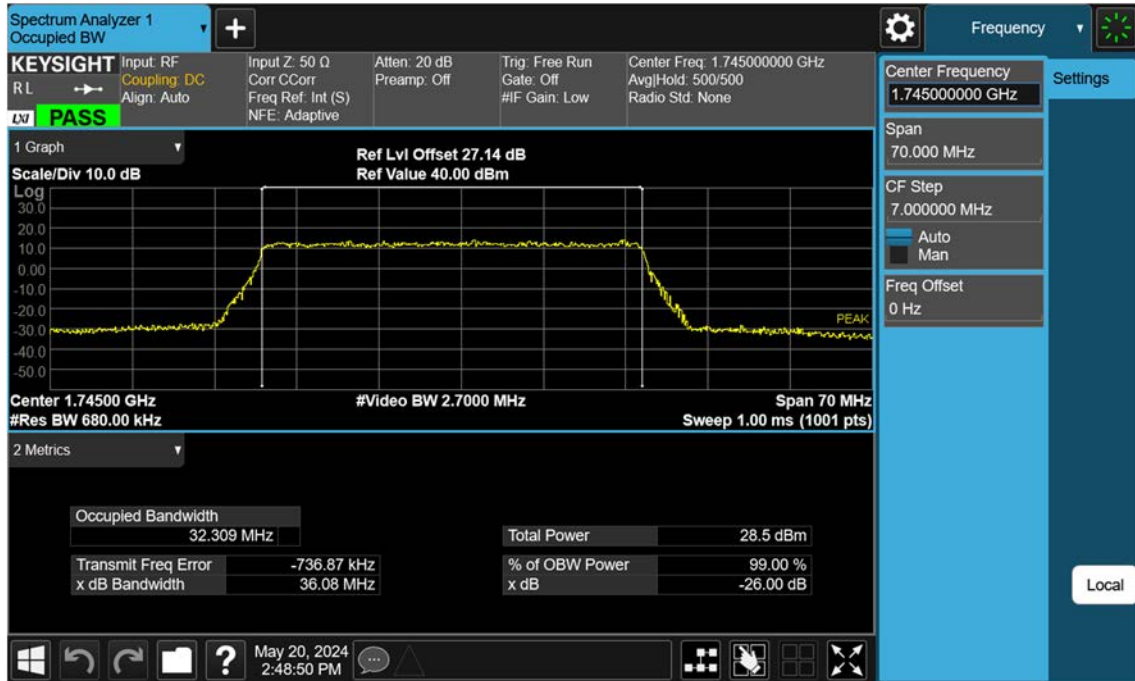 Spectrum Analyzer 1
Occupied BW
+
Frequency
KEYSIGHT
RL
LXI PASS
Input: RF
Coupling: DC
Align: Auto
Input Z: 50 Ω
Corr CCorr
Freq Ref: Int (S)
NFE: Adaptive
Atten: 20 dB
Preamp: Off
Trig: Free Run
Gate: Off
#IF Gain: Low
Center Freq: 1.745000000 GHz
Avg|Hold: 500/500
Radio Std: None
Center Frequency
1.745000000 GHz
Settings
Span
70.000 MHz
CF Step
7.000000 MHz
Auto
Man
Freq Offset
0 Hz
Local
1 Graph
Scale/Div 10.0 dB
Ref Lvl Offset 27.14 dB
Ref Value 40.00 dBm
Log
30.0
20.0
10.0
0.00
-10.0
-20.0
-30.0
-40.0
-50.0
PEAK
Center 1.74500 GHz
#Res BW 680.00 kHz
#Video BW 2.7000 MHz
Span 70 MHz
Sweep 1.00 ms (1001 pts)
2 Metrics
Occupied Bandwidth
32.309 MHz
Total Power 28.5 dBm
Transmit Freq Error -736.87 kHz
% of OBW Power 99.00 %
x dB Bandwidth 36.08 MHz
x dB -26.00 dB
?
May 20, 2024
2:48:50 PM